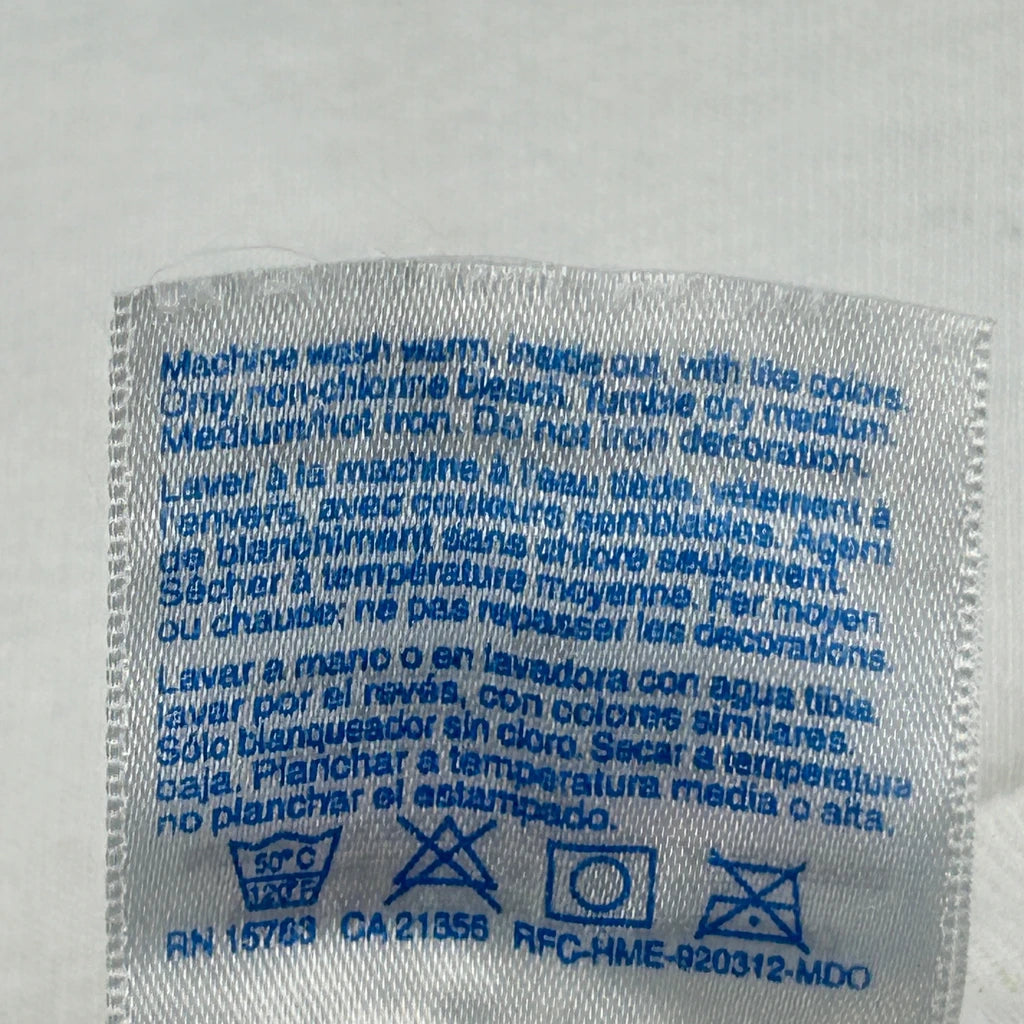 Machine wash warm, inside out, with like colors.
Only non-chlorine bleach. Tumble dry medium.
Medium/hot iron. Do not iron decoration.
Laver à la machine à l'eau tiède, vêtement à
l'envers, avec couleurs semblables. Agent
de blanchiment sans chlore seulement.
Sécher à température moyenne. Fer moyen
ou chaude; ne pas repasser les decorations.
Lavar a mano o en lavadora con agua tibia.
lavar por el revés, con colores similares.
Sólo blanqueador sin cloro. Secar a temperatura
baja. Planchar a temperatura media o alta,
no planchar el estampado.
50°C
120°F
RN 15763 CA 21356 RFC-HME-920312-MDO